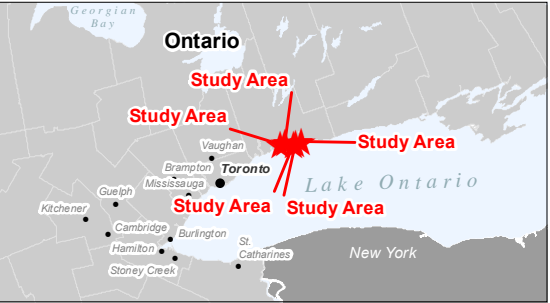 Georgian
Bay
Ontario
Study Area
Study Area
Study Area
Vaughan
Brampton
Toronto
Mississauga
Lake Ontario
Guelph
Kitchener
Study Area
Study Area
Cambridge
Burlington
Hamilton
St.
Catharines
Stoney Creek
New York